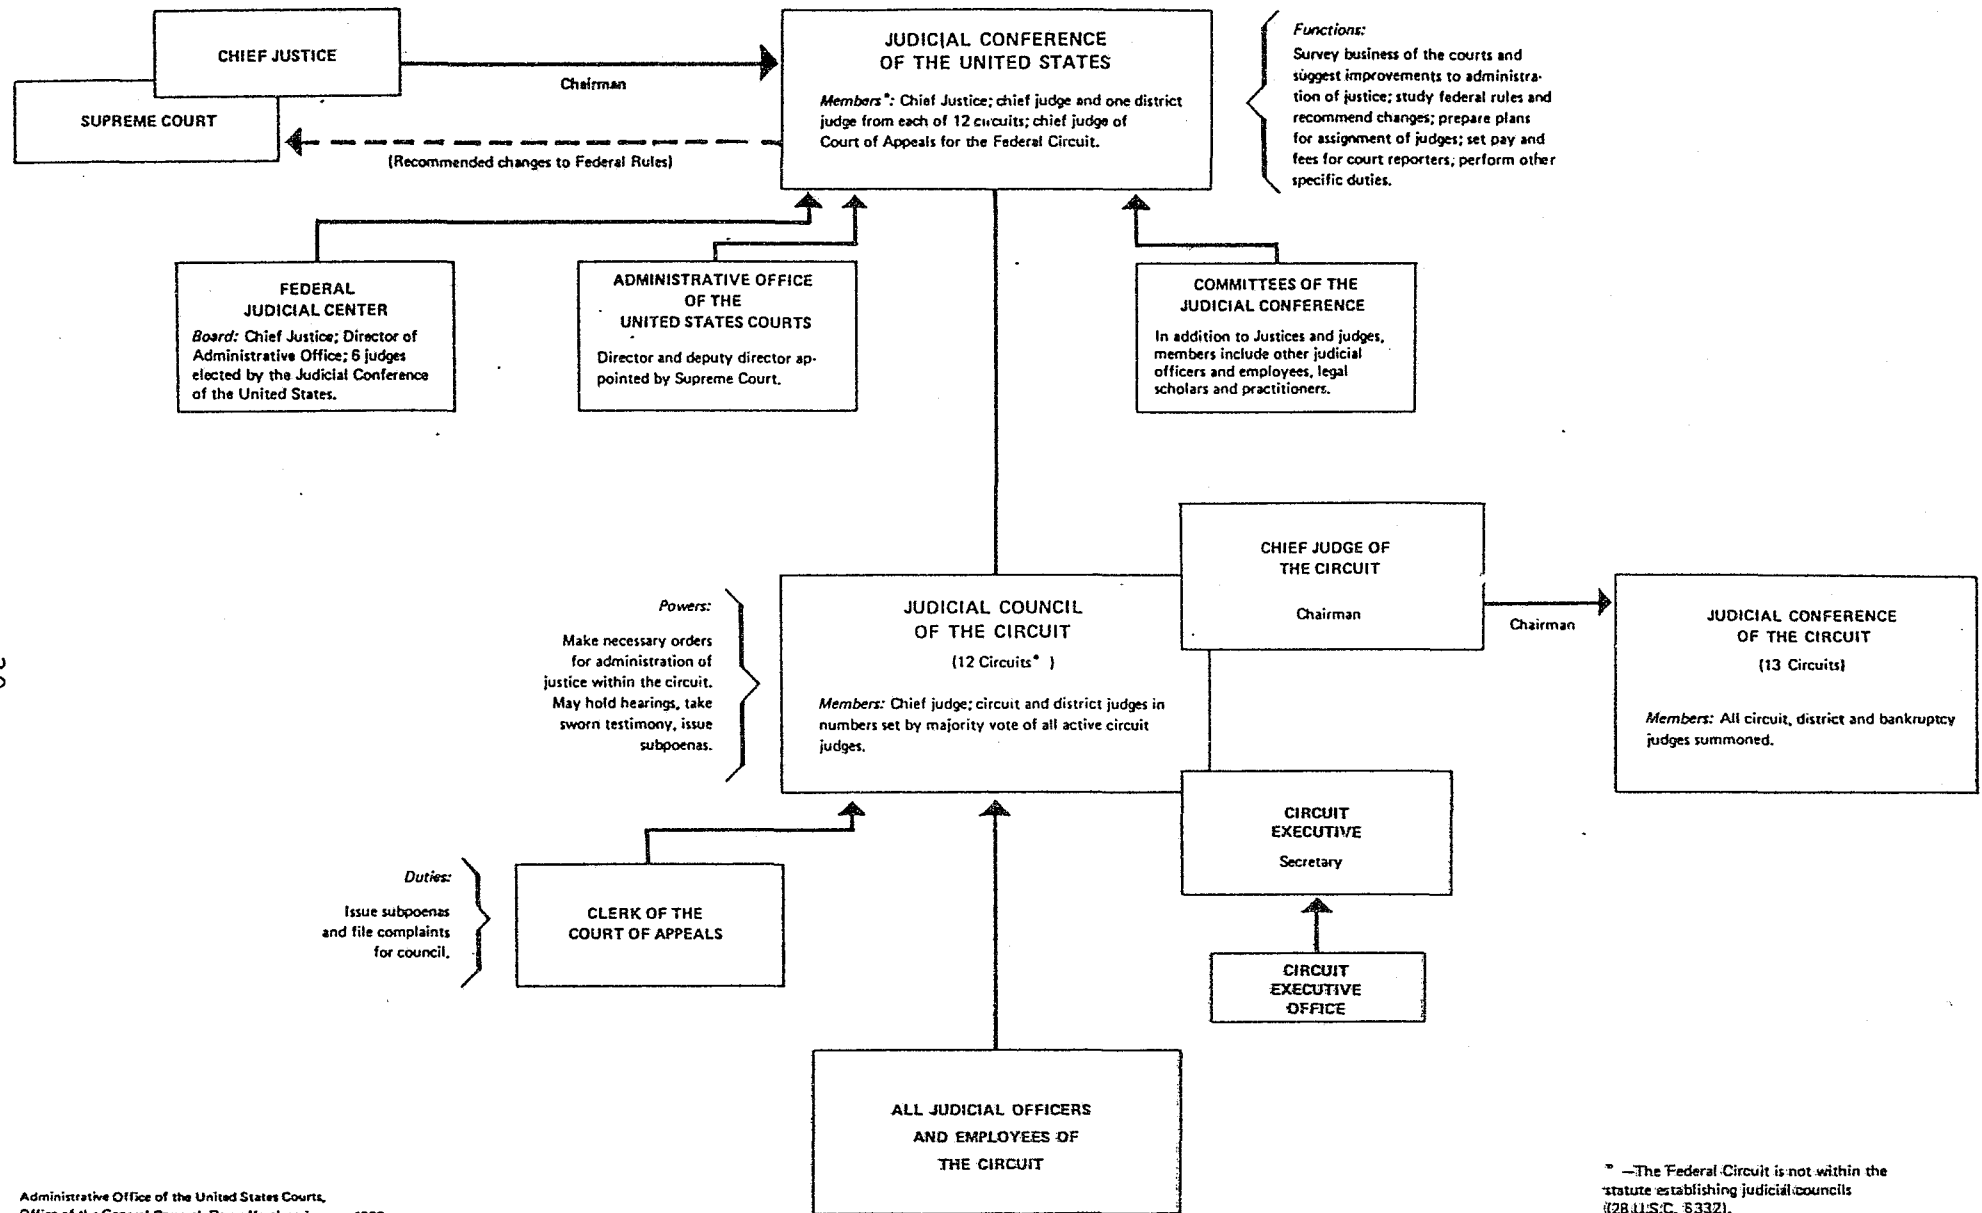 CHIEF JUSTICE
SUPREME COURT
Chairman
(Recommended changes to Federal Rules)
JUDICIAL CONFERENCE
OF THE UNITED STATES
Members*: Chief Justice; chief judge and one district
judge from each of 12 circuits; chief judge of
Court of Appeals for the Federal Circuit.
Functions:
Survey business of the courts and
suggest improvements to administra-
tion of justice; study federal rules and
recommend changes; prepare plans
for assignment of judges; set pay and
fees for court reporters; perform other
specific duties.
FEDERAL
JUDICIAL CENTER
Board: Chief Justice; Director of
Administrative Office; 6 judges
elected by the Judicial Conference
of the United States.
ADMINISTRATIVE OFFICE
OF THE
UNITED STATES COURTS
Director and deputy director ap-
pointed by Supreme Court.
COMMITTEES OF THE
JUDICIAL CONFERENCE
In addition to Justices and judges,
members include other judicial
officers and employees, legal
scholars and practitioners.
Powers:
Make necessary orders
for administration of
justice within the circuit.
May hold hearings, take
sworn testimony, issue
subpoenas.
JUDICIAL COUNCIL
OF THE CIRCUIT
(12 Circuits* )
Members: Chief judge; circuit and district judges in
numbers set by majority vote of all active circuit
judges.
CHIEF JUDGE OF
THE CIRCUIT
Chairman
Chairman
JUDICIAL CONFERENCE
OF THE CIRCUIT
(13 Circuits)
Members: All circuit, district and bankruptcy
judges summoned.
CIRCUIT
EXECUTIVE
Secretary
Duties:
Issue subpoenas
and file complaints
for council.
CLERK OF THE
COURT OF APPEALS
CIRCUIT
EXECUTIVE
OFFICE
ALL JUDICIAL OFFICERS
AND EMPLOYEES OF
THE CIRCUIT
Administrative Office of the United States Courts,
Office of the General Counsel,
* —The Federal Circuit is not within the
statute establishing judicial councils
(28 U.S.C. §332).